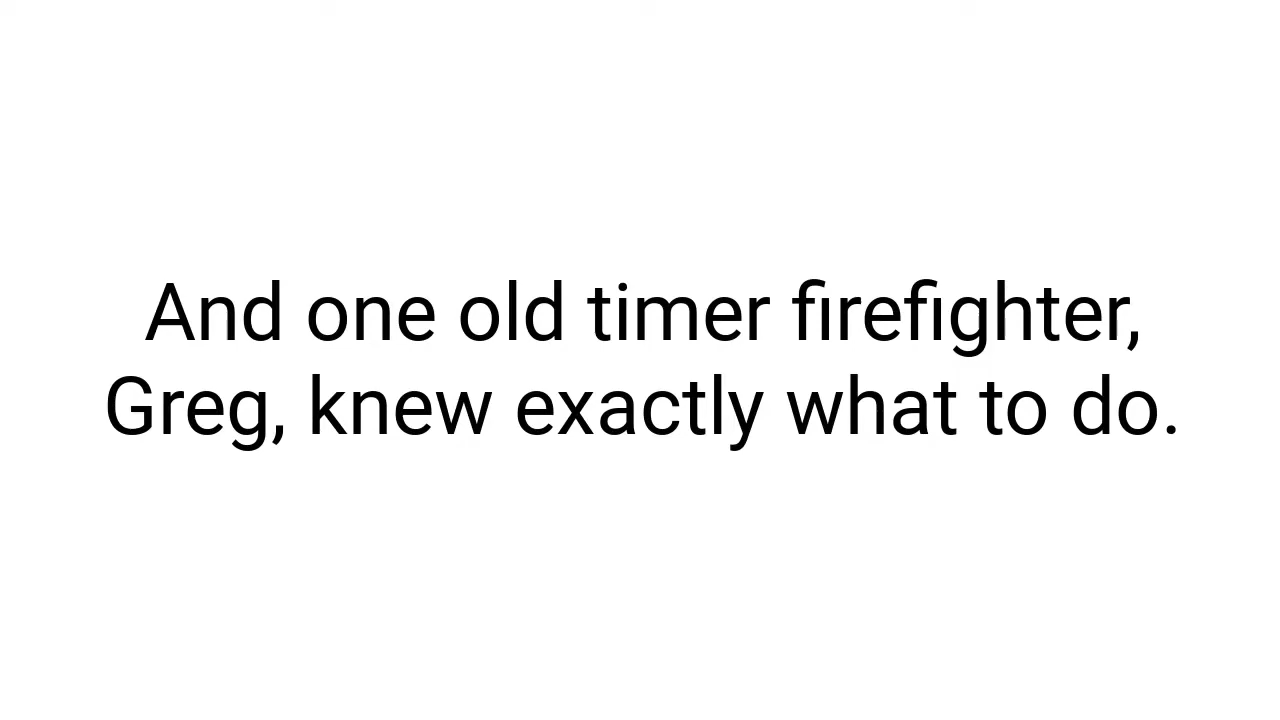 And one old timer firefighter,
Greg, knew exactly what to do.